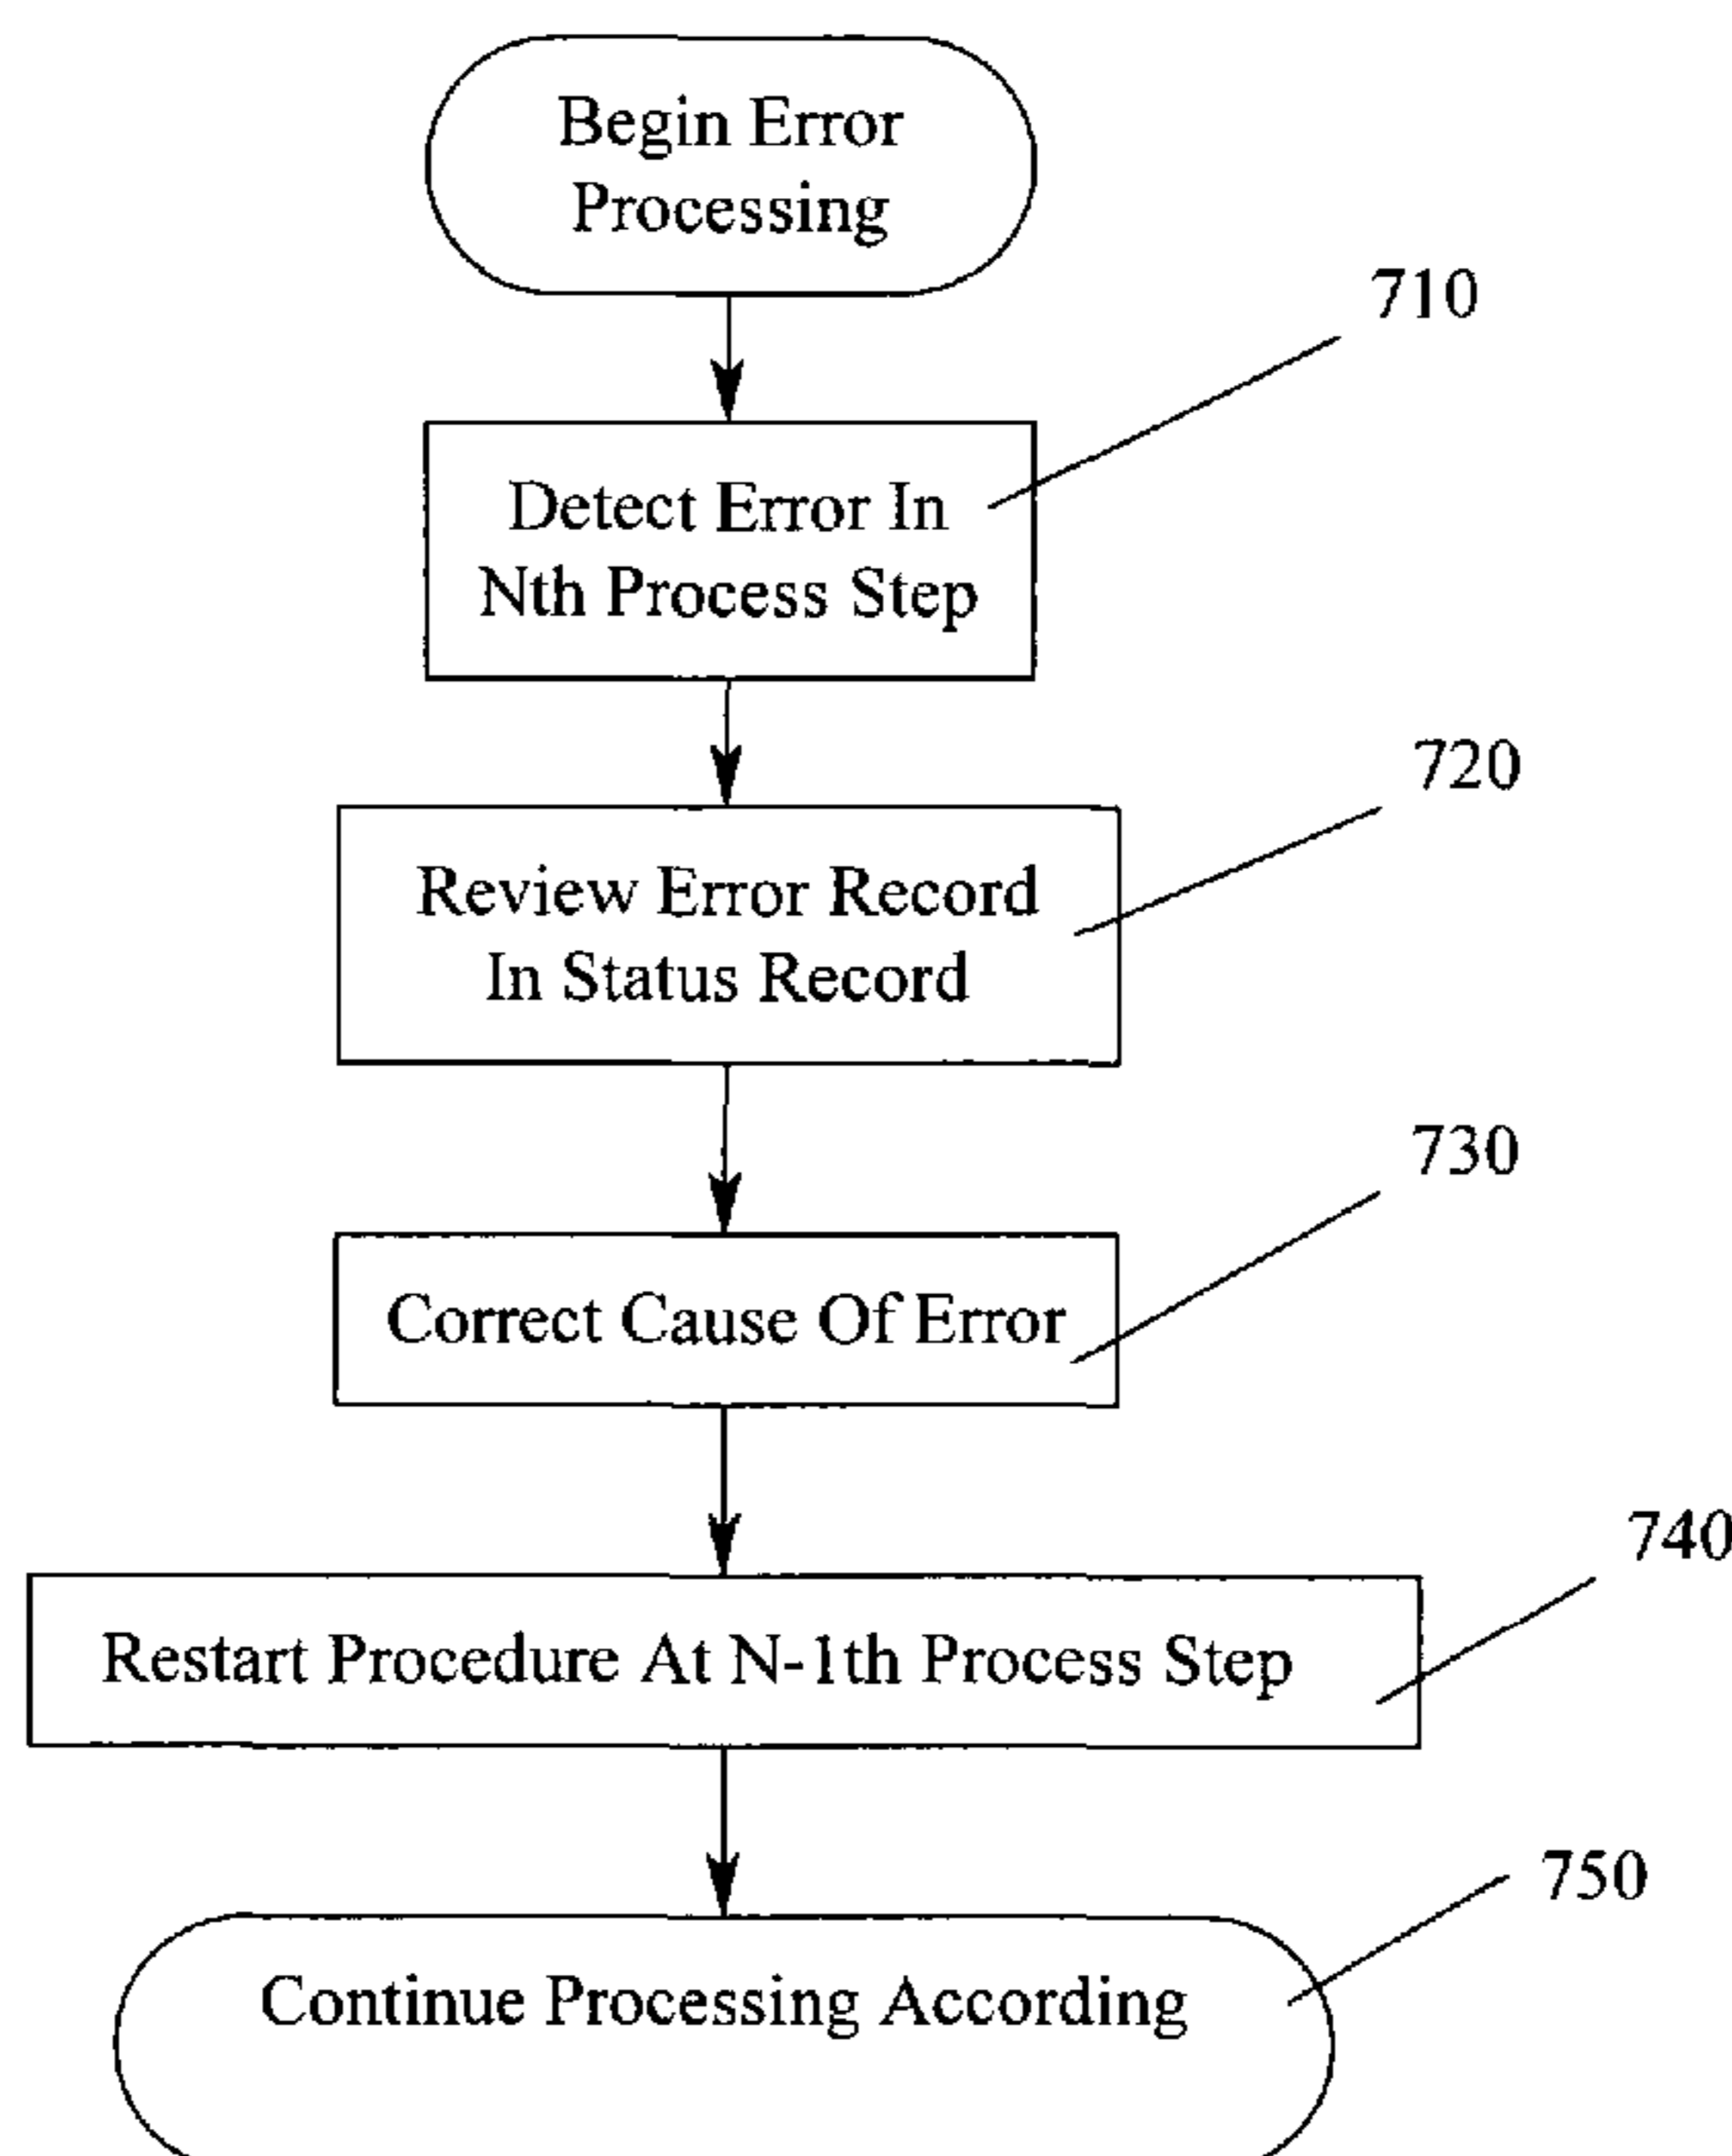 Begin Error
Processing
710
Detect Error In
Nth Process Step
720
Review Error Record
In Status Record
730
Correct Cause Of Error
740
Restart Procedure At N-1th Process Step
750
Continue Processing According